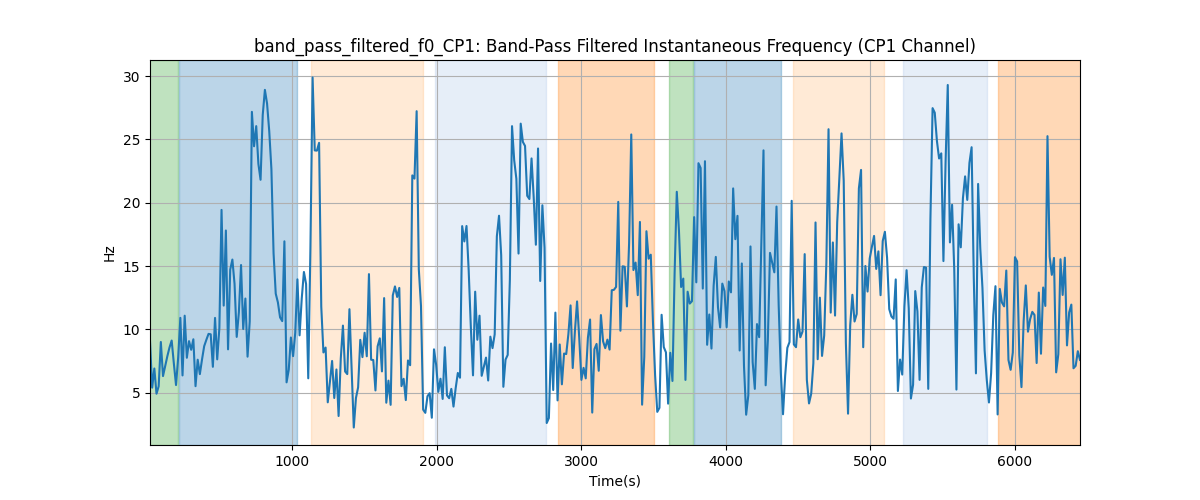 band_pass_filtered_f0_CP1: Band-Pass Filtered Instantaneous Frequency (CP1 Channel)
30
25
20
15
10
5
Hz
1000 2000 3000 4000 5000 6000
Time(s)